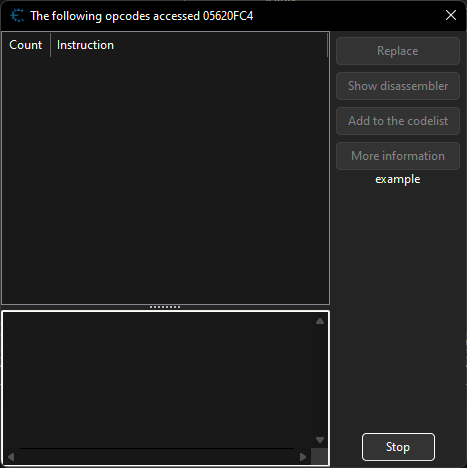 The following opcodes accessed 05620FC4
Count Instruction
Replace
Show disassembler
Add to the codelist
More information
example
Stop